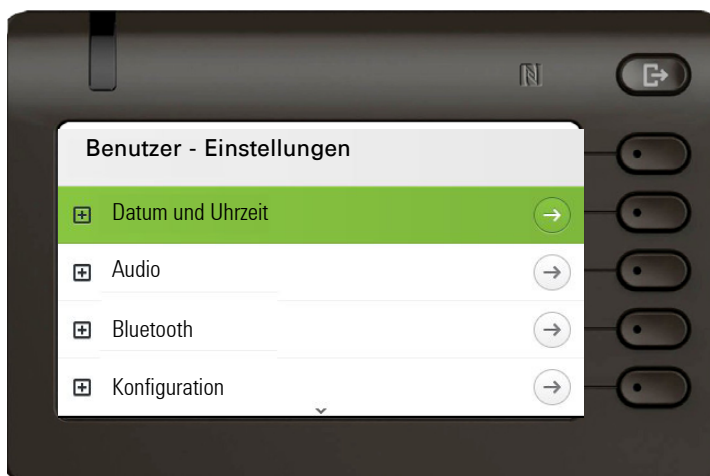 Benutzer - Einstellungen
Datum und Uhrzeit
Audio
Bluetooth
Konfiguration